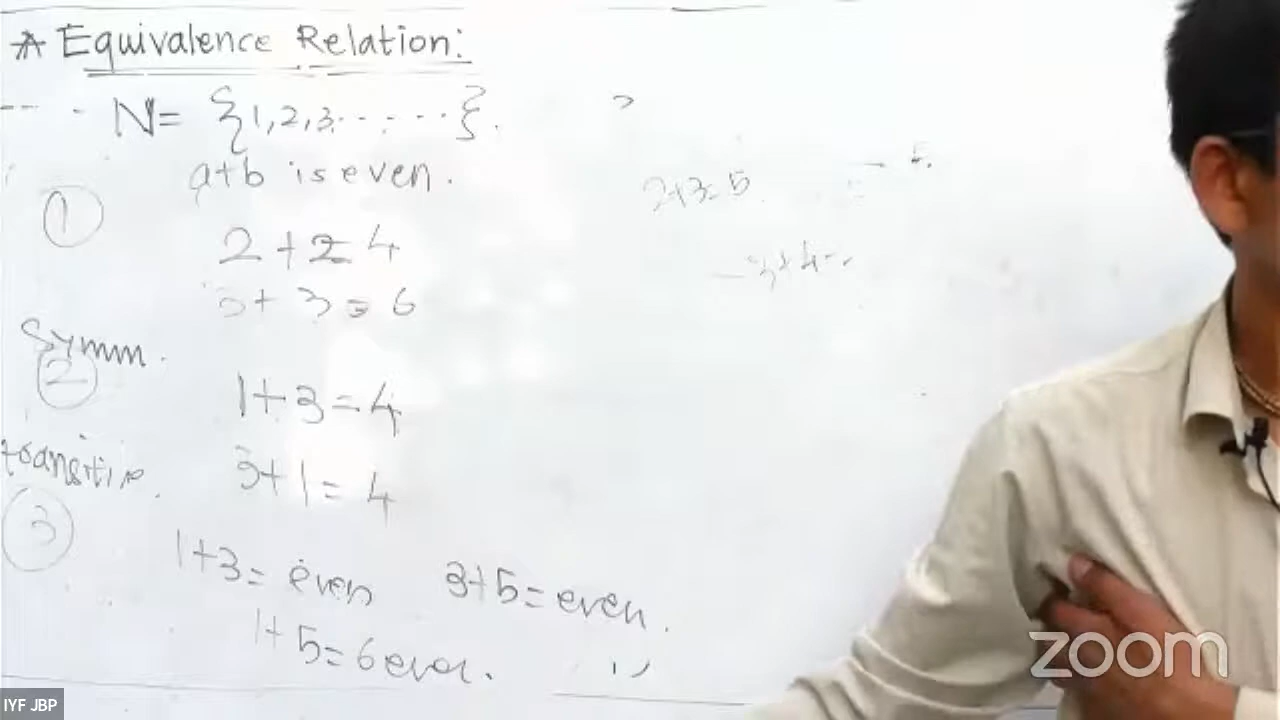 Equivalence Relation:
N= {1,2,3.......}.
a+b is even.
1
2+2=4
3+3=6
Symm.
2
1+3=4
transitive.
3+1=4
3
1+3= even 3+5=even.
1+5=6 even.
2+3=5
zoom
IYF JBP